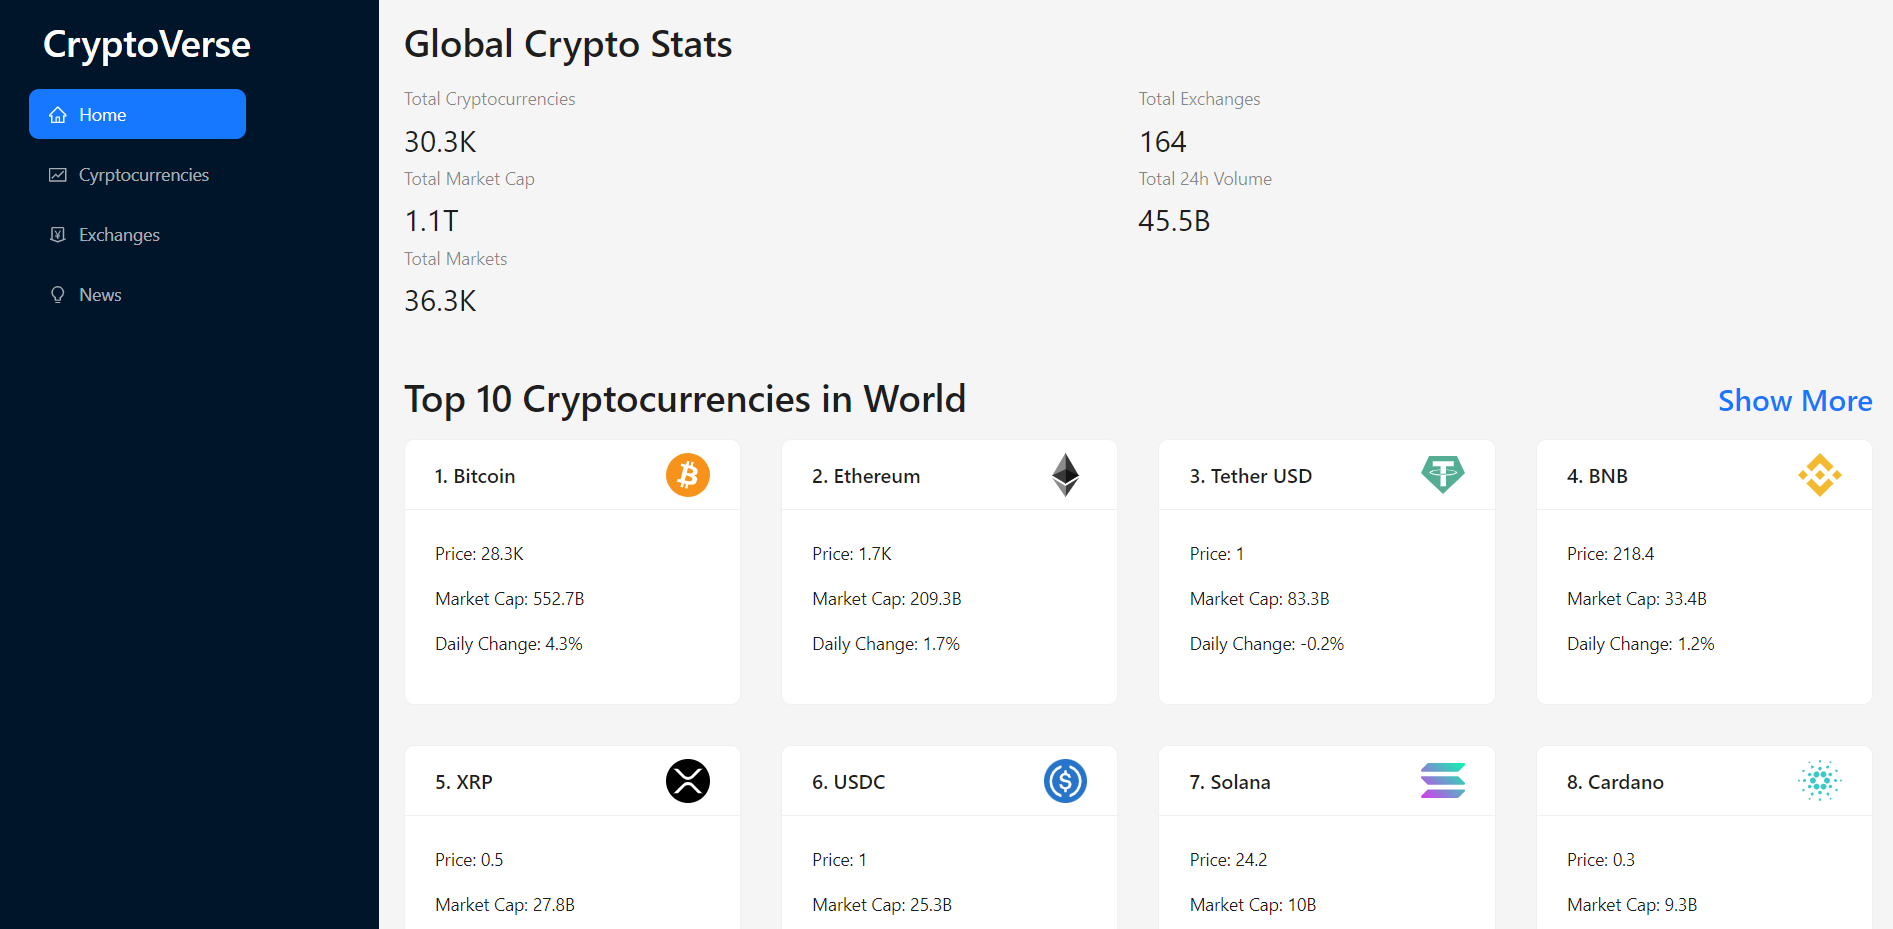 CryptoVerse
Home
Cyrptocurrencies
Exchanges
News
Global Crypto Stats
Total Cryptocurrencies
30.3K
Total Exchanges
164
Total Market Cap
1.1T
Total 24h Volume
45.5B
Total Markets
36.3K
Top 10 Cryptocurrencies in World
Show More
1. Bitcoin
Price: 28.3K
Market Cap: 552.7B
Daily Change: 4.3%
2. Ethereum
Price: 1.7K
Market Cap: 209.3B
Daily Change: 1.7%
3. Tether USD
Price: 1
Market Cap: 83.3B
Daily Change: -0.2%
4. BNB
Price: 218.4
Market Cap: 33.4B
Daily Change: 1.2%
5. XRP
Price: 0.5
Market Cap: 27.8B
6. USDC
Price: 1
Market Cap: 25.3B
7. Solana
Price: 24.2
Market Cap: 10B
8. Cardano
Price: 0.3
Market Cap: 9.3B